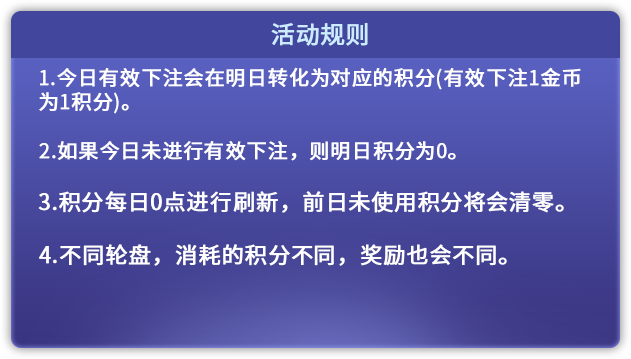 活动规则
1.今日有效下注会在明日转化为对应的积分(有效下注1金币
为1积分)。
2.如果今日未进行有效下注，则明日积分为0。
3.积分每日0点进行刷新，前日未使用积分将会清零。
4.不同轮盘，消耗的积分不同，奖励也会不同。